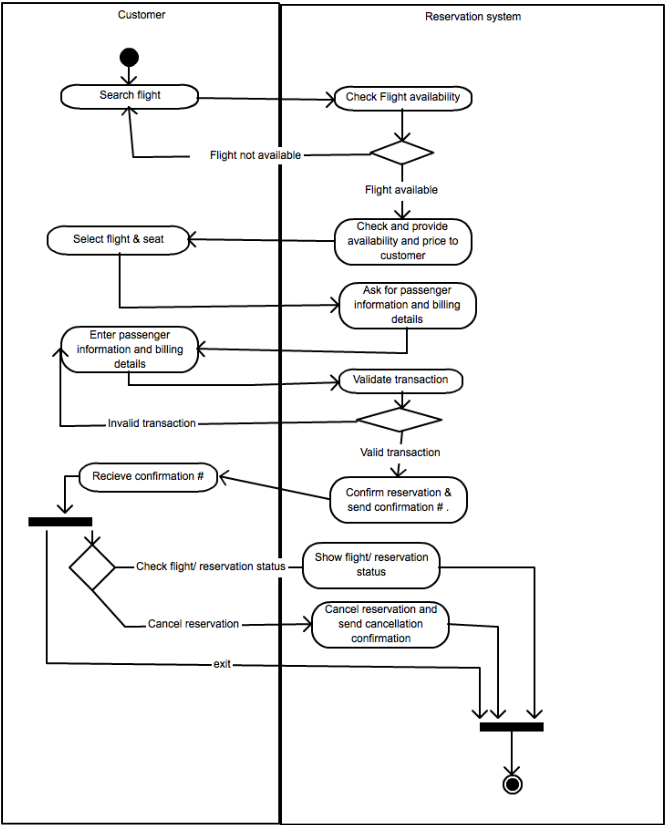 Customer
Reservation system
Search flight
Check Flight availability
Flight not available
Flight available
Select flight & seat
Check and provide
availability and price to
customer
Ask for passenger
information and billing
details
Enter passenger
information and billing
details
Validate transaction
Invalid transaction
Valid transaction
Recieve confirmation #
Confirm reservation &
send confirmation # .
Check flight/ reservation status
Show flight/ reservation
status
Cancel reservation
Cancel reservation and
send cancellation
confirmation
exit